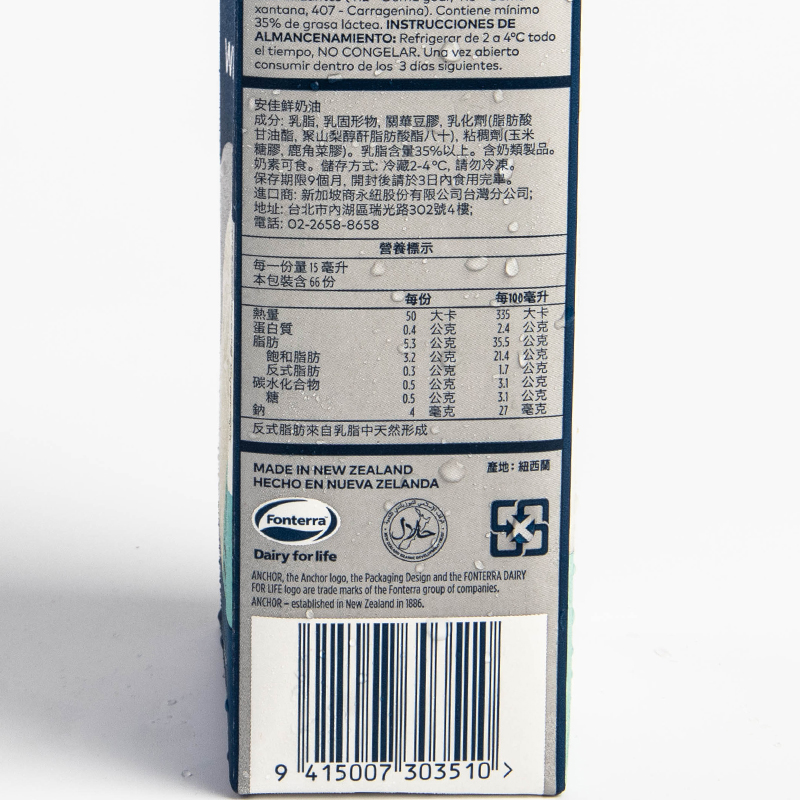 xantana, 407 - Carragenina). Contiene mínimo
35% de grasa láctea. INSTRUCCIONES DE
ALMANCENAMIENTO: Refrigerar de 2 a 4°C todo
el tiempo, NO CONGELAR. Una vez abierto
consumir dentro de los 3 días siguientes.
安佳鮮奶油
成分: 乳脂, 乳固形物, 關華豆膠, 乳化劑(脂肪酸
甘油酯, 聚山梨醇酐脂肪酸酯八十), 粘稠劑(玉米
糖膠, 鹿角菜膠)。乳脂含量35%以上。含奶類製品。
奶素可食。儲存方式: 冷藏2-4°C, 請勿冷凍。
保存期限9個月, 開封後請於3日內食用完畢。
進口商: 新加坡商永紐股份有限公司台灣分公司;
地址: 台北市內湖區瑞光路302號4樓;
電話: 02-2658-8658
營養標示
每一份量 15 毫升
本包裝含 66 份
每份 每100毫升
熱量 50 大卡 335 大卡
蛋白質 0.4 公克 2.4 公克
脂肪 5.3 公克 35.5 公克
飽和脂肪 3.2 公克 21.4 公克
反式脂肪 0.3 公克 1.7 公克
碳水化合物 0.5 公克 3.1 公克
糖 0.5 公克 3.1 公克
鈉 4 毫克 27 毫克
反式脂肪來自乳脂中天然形成
MADE IN NEW ZEALAND 產地：紐西蘭
HECHO EN NUEVA ZELANDA
Fonterra
Dairy for life
حلال
ANCHOR, the Anchor logo, the Packaging Design and the FONTERRA DAIRY
FOR LIFE logo are trade marks of the Fonterra group of companies.
ANCHOR – established in New Zealand in 1886.
9 415007 303510 >